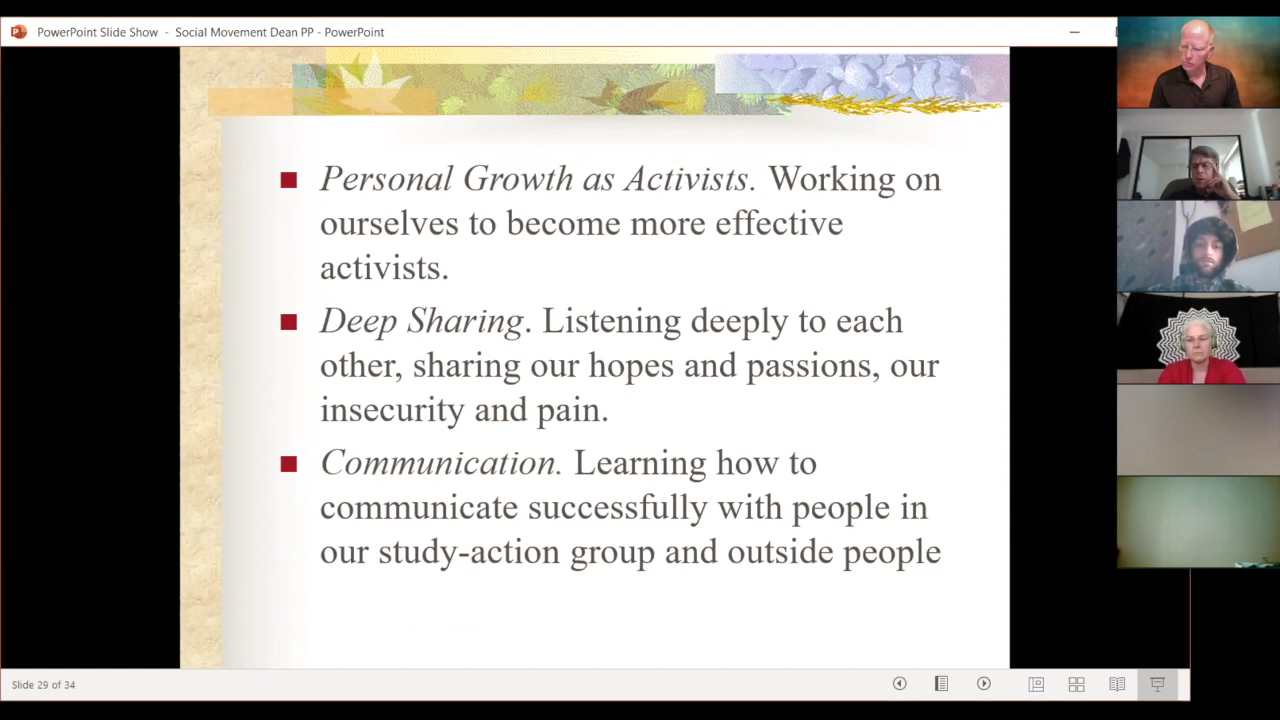 PowerPoint Slide Show - Social Movement Dean PP - PowerPoint
Personal Growth as Activists. Working on
ourselves to become more effective
activists.
Deep Sharing. Listening deeply to each
other, sharing our hopes and passions, our
insecurity and pain.
Communication. Learning how to
communicate successfully with people in
our study-action group and outside people
Slide 29 of 34